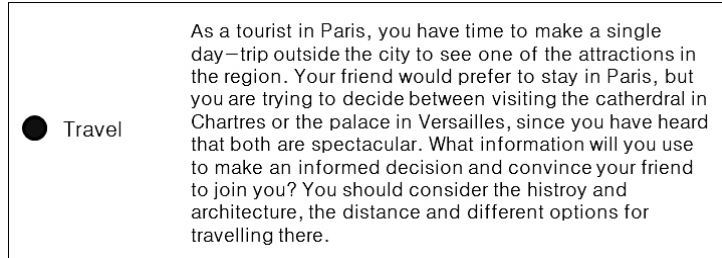 As a tourist in Paris, you have time to make a single
day-trip outside the city to see one of the attractions in
the region. Your friend would prefer to stay in Paris, but
you are trying to decide between visiting the catherdral in
● Travel Chartres or the palace in Versailles, since you have heard
that both are spectacular. What information will you use
to make an informed decision and convince your friend
to join you? You should consider the histroy and
architecture, the distance and different options for
travelling there.